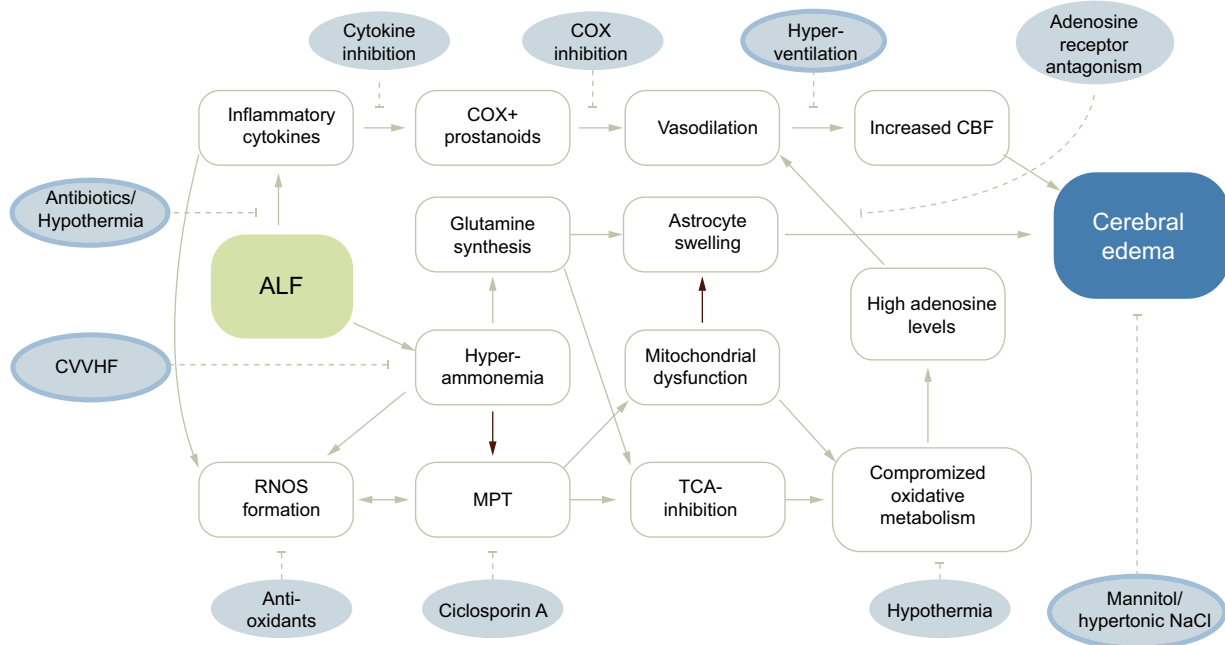 Cytokine
inhibition
COX
inhibition
Hyper-
ventilation
Adenosine
receptor
antagonism
Inflammatory
cytokines
COX+
prostanoids
Vasodilation
Increased CBF
Antibiotics/
Hypothermia
Glutamine
synthesis
Astrocyte
swelling
Cerebral
edema
ALF
High adenosine
levels
CVVHF
Hyper-
ammonemia
Mitochondrial
dysfunction
RNOS
formation
MPT
TCA-
inhibition
Compromized
oxidative
metabolism
Anti-
oxidants
Ciclosporin A
Hypothermia
Mannitol/
hypertonic NaCl